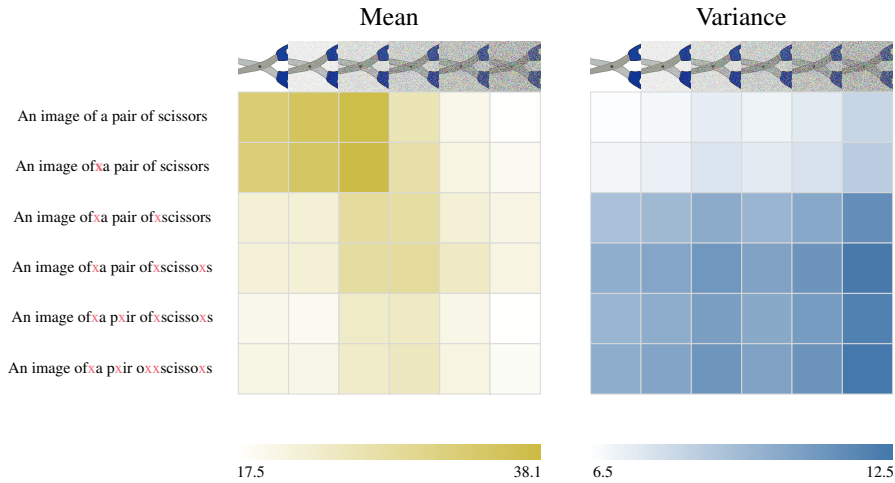 Mean
Variance
An image of a pair of scissors
An image ofxa pair of scissors
An image ofxa pair ofxscissors
An image ofxa pair ofxscissoxs
An image ofxa pxir ofxscissoxs
An image ofxa pxir oxxscissoxs
17.5
38.1
6.5
12.5